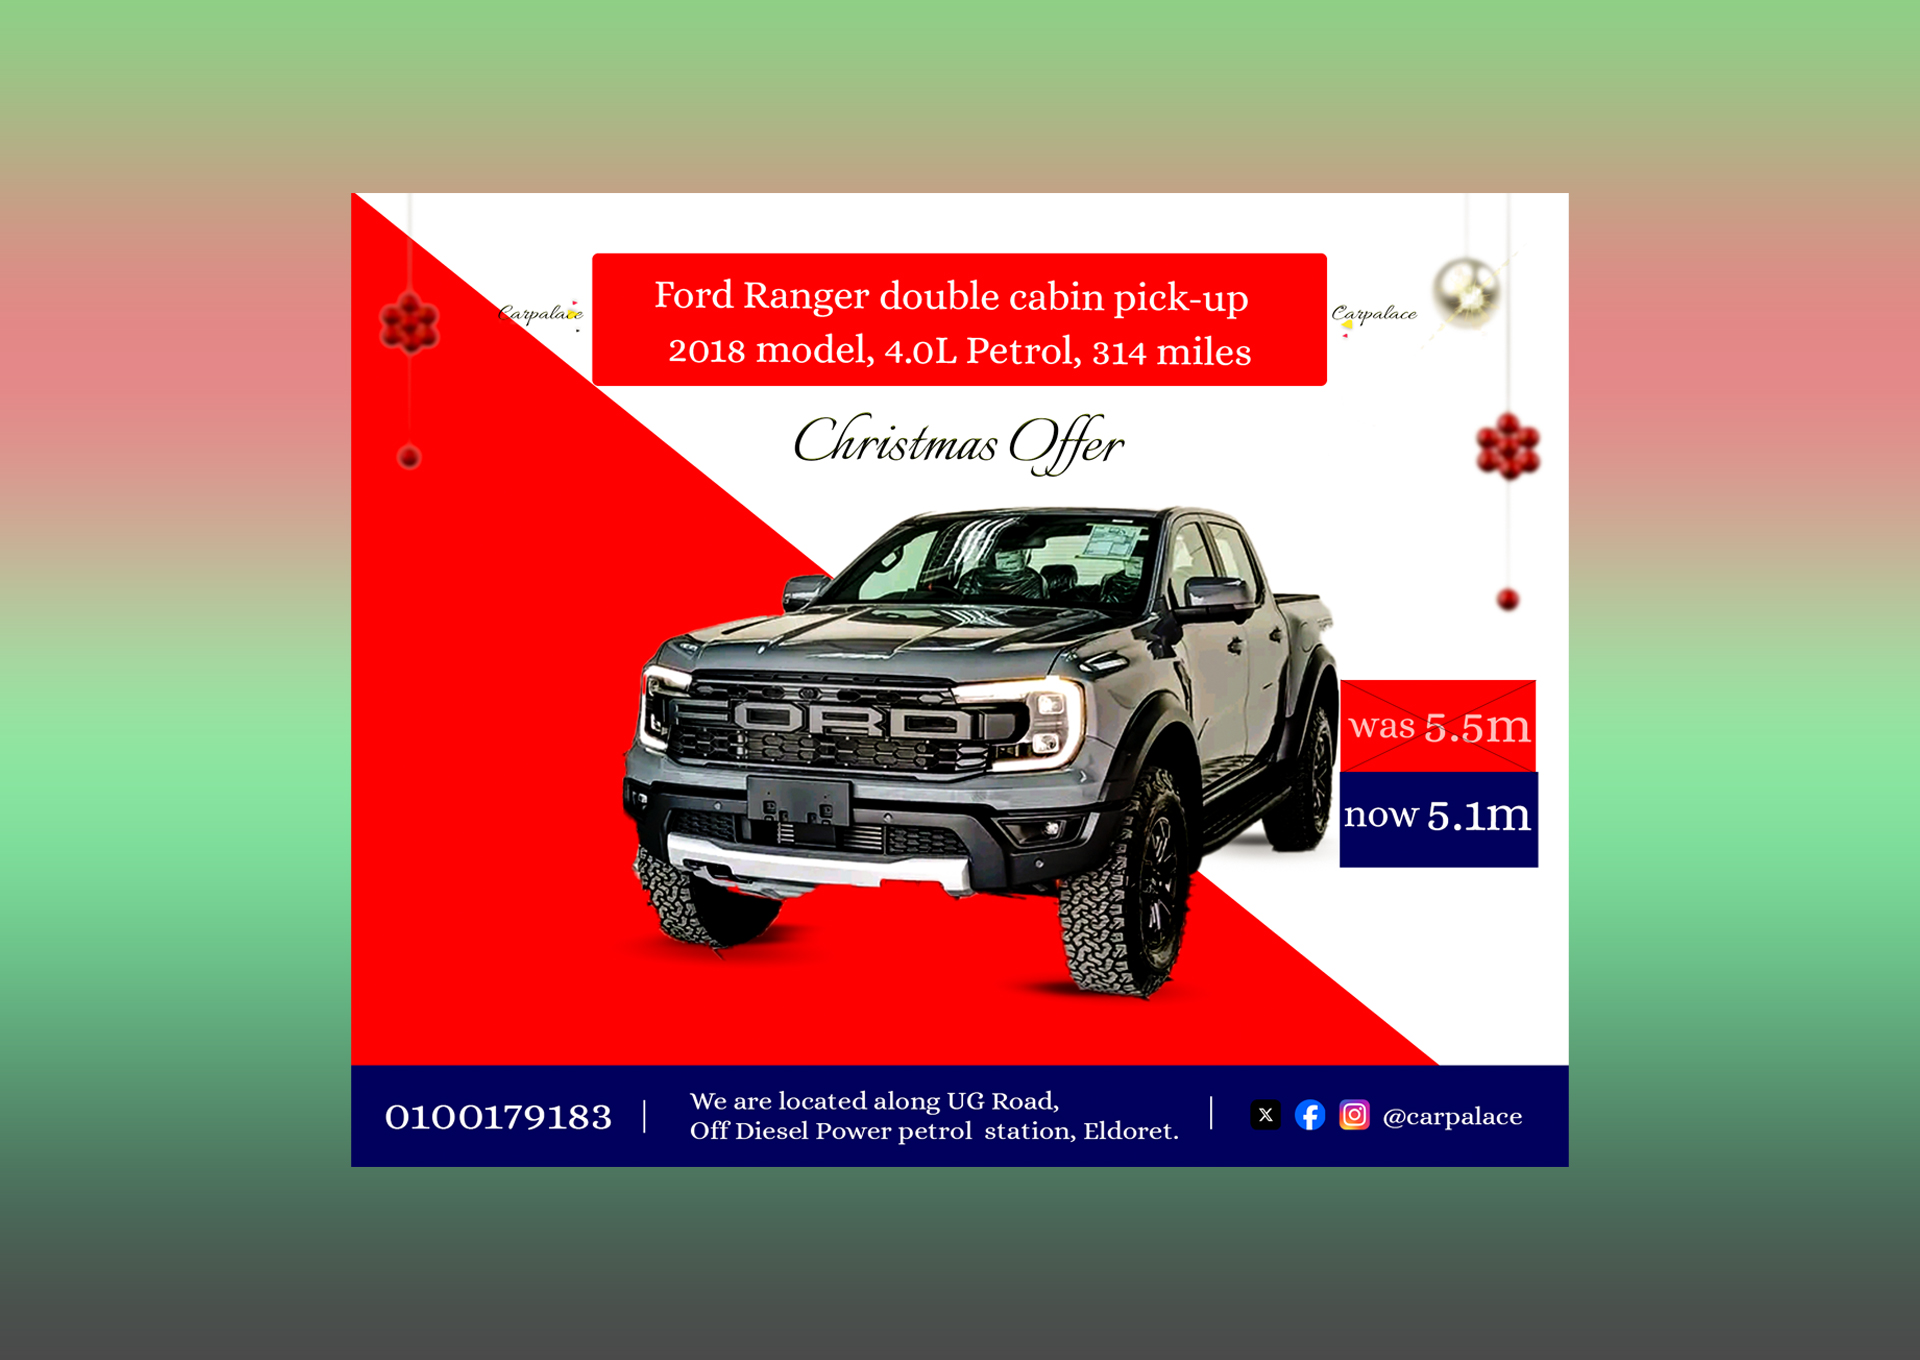 Ford Ranger double cabin pick-up
2018 model, 4.0L Petrol, 314 miles
Carpalace
Carpalace
Christmas Offer
FORD
was 5.5m
now 5.1m
0100179183
We are located along UG Road,
Off Diesel Power petrol station, Eldoret.
@carpalace